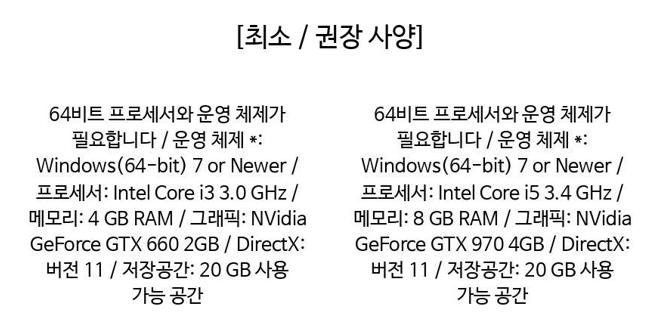 [최소 / 권장 사양]
64비트 프로세서와 운영 체제가
필요합니다 / 운영 체제 *:
Windows(64-bit) 7 or Newer /
프로세서: Intel Core i3 3.0 GHz /
메모리: 4 GB RAM / 그래픽: NVidia
GeForce GTX 660 2GB / DirectX:
버전 11 / 저장공간: 20 GB 사용
가능 공간
64비트 프로세서와 운영 체제가
필요합니다 / 운영 체제 *:
Windows(64-bit) 7 or Newer /
프로세서: Intel Core i5 3.4 GHz /
메모리: 8 GB RAM / 그래픽: NVidia
GeForce GTX 970 4GB / DirectX:
버전 11 / 저장공간: 20 GB 사용
가능 공간